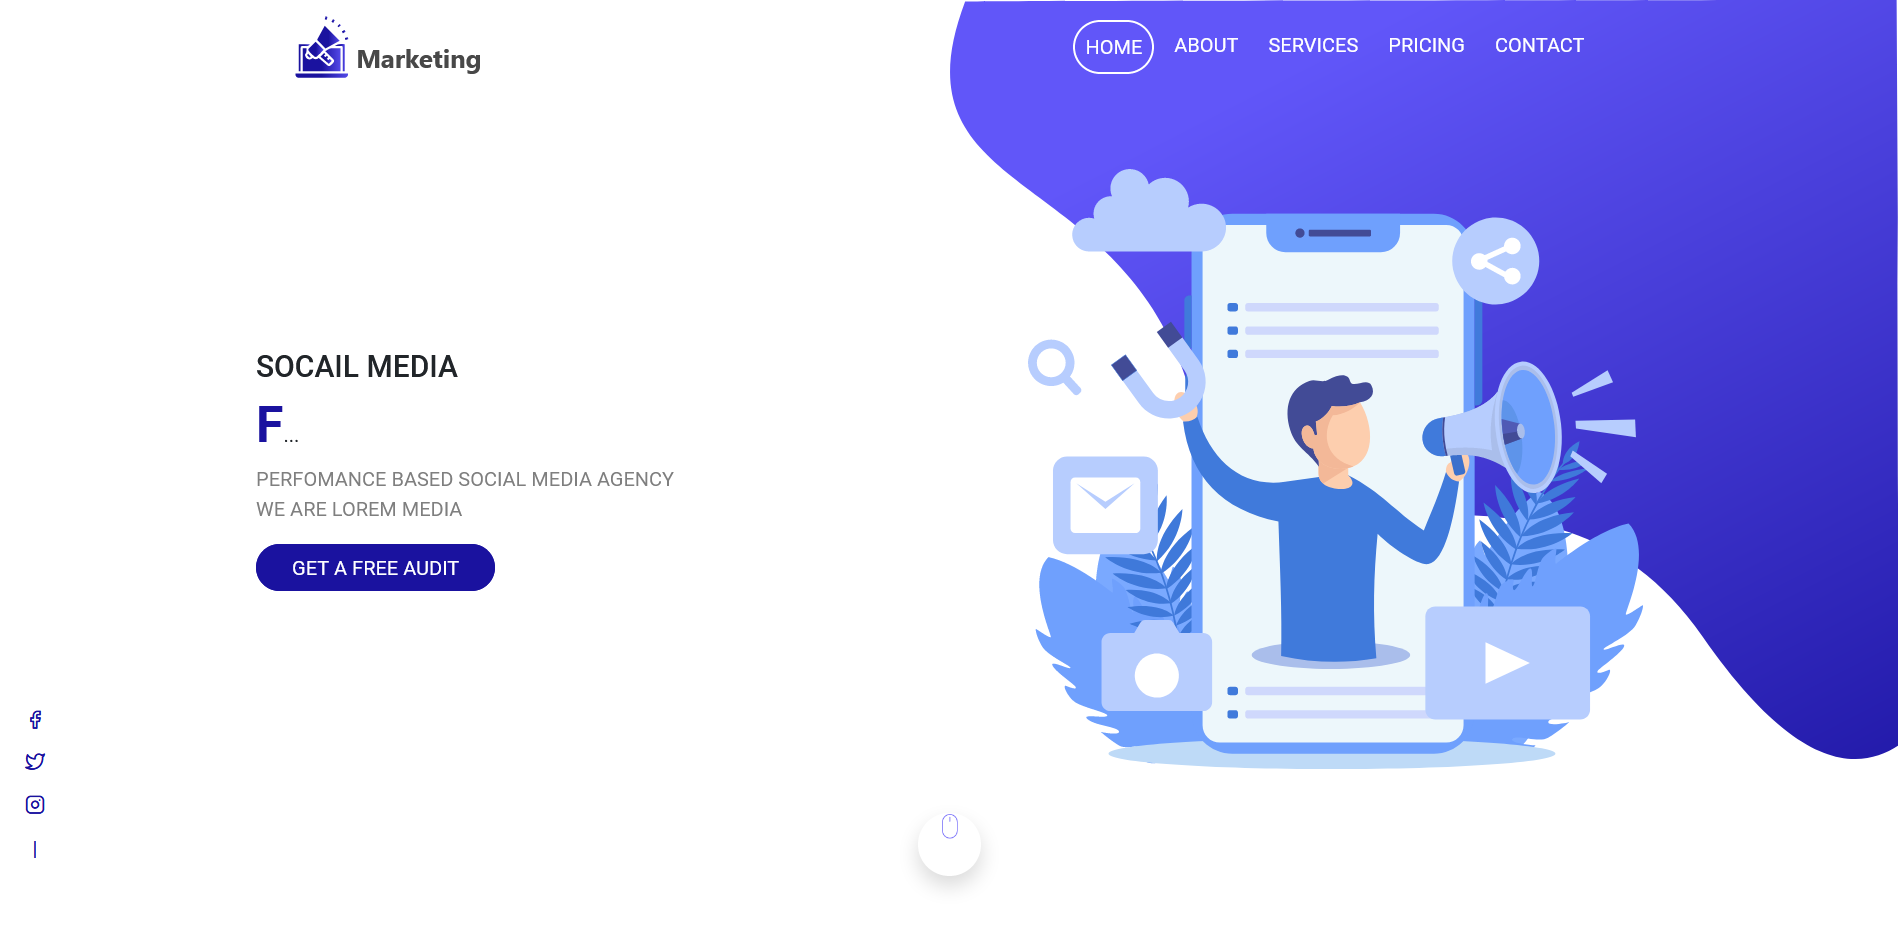 Marketing
HOME ABOUT SERVICES PRICING CONTACT
SOCAIL MEDIA
F...
PERFOMANCE BASED SOCIAL MEDIA AGENCY
WE ARE LOREM MEDIA
GET A FREE AUDIT